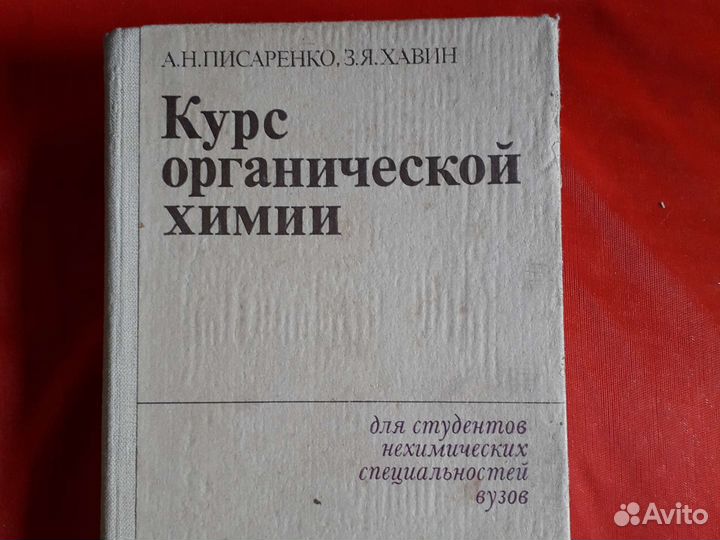 А.Н.ПИСАРЕНКО, З.Я.ХАВИН
Курс
органической
химии
для студентов
нехимических
специальностей
вузов
Avito